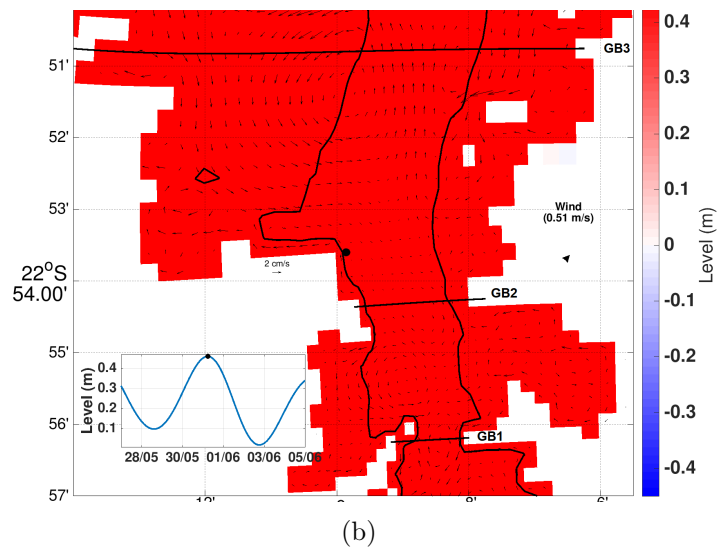 GB3
51'
52'
Wind
(0.51 m/s)
53'
2 cm/s
22°S
54.00'
GB2
55'
56'
GB1
57'
8'
6'
Level (m)
0.4
0.3
0.2
0.1
28/05
30/05
01/06
03/06
05/06
0.4
0.3
0.2
0.1
0
-0.1
-0.2
-0.3
-0.4
Level (m)
(b)